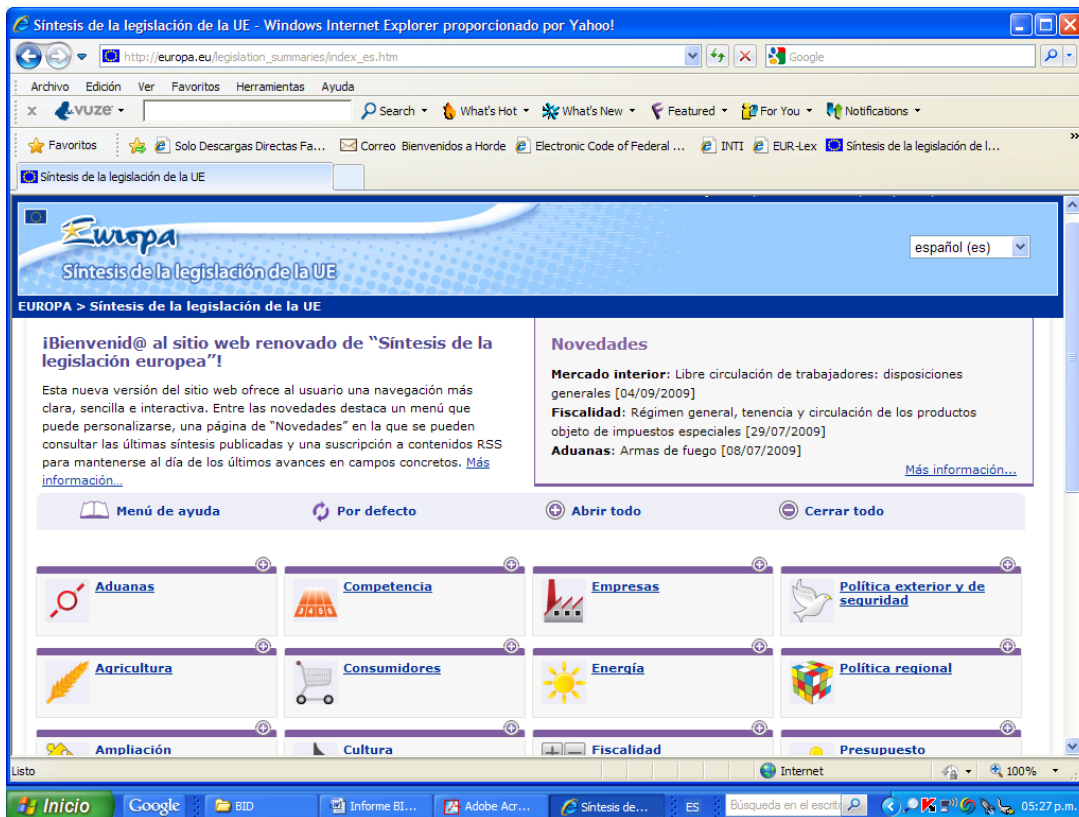 Síntesis de la legislación de la UE - Windows Internet Explorer proporcionado por Yahoo!
http://europa.eu/legislation_summaries/index_es.htm
Google
Archivo Edición Ver Favoritos Herramientas Ayuda
x vuze Search What's Hot What's New Featured For You Notifications
Favoritos Solo Descargas Directas Fa... Correo Bienvenidos a Horde Electronic Code of Federal ... INTI EUR-Lex Síntesis de la legislación de l... »
Síntesis de la legislación de la UE
Europa
español (es)
Síntesis de la legislación de la UE
EUROPA > Síntesis de la legislación de la UE
¡Bienvenid@ al sitio web renovado de "Síntesis de la
legislación europea"!
Esta nueva versión del sitio web ofrece al usuario una navegación más
clara, sencilla e interactiva. Entre las novedades destaca un menú que
puede personalizarse, una página de "Novedades" en la que se pueden
consultar las últimas síntesis publicadas y una suscripción a contenidos RSS
para mantenerse al día de los últimos avances en campos concretos. Más
información...
Novedades
Mercado interior: Libre circulación de trabajadores: disposiciones
generales [04/09/2009]
Fiscalidad: Régimen general, tenencia y circulación de los productos
objeto de impuestos especiales [29/07/2009]
Aduanas: Armas de fuego [08/07/2009]
Más información...
Menú de ayuda Por defecto Abrir todo Cerrar todo
Aduanas Competencia Empresas Política exterior y de
seguridad
Agricultura Consumidores Energía Política regional
Ampliación Cultura Fiscalidad Presupuesto
Listo Internet 100%
Inicio Google BID Informe BI... Adobe Acr... Síntesis de... ES Búsqueda en el escrito 05:27 p.m.